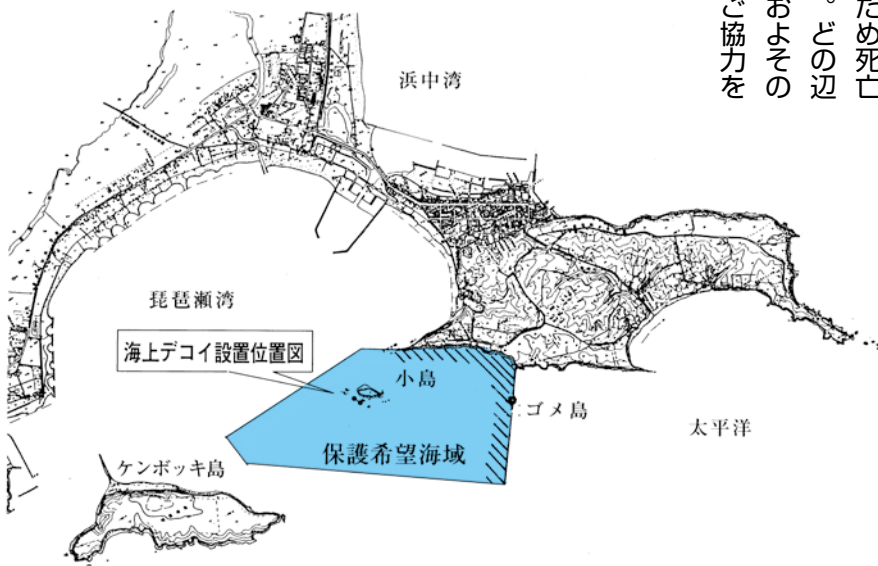 ため死亡
。どの辺
およその
ご協力を
浜中湾
琵琶瀬湾
海上デコイ設置位置図
小島
ゴメ島
太平洋
保護希望海域
ケンボッキ島